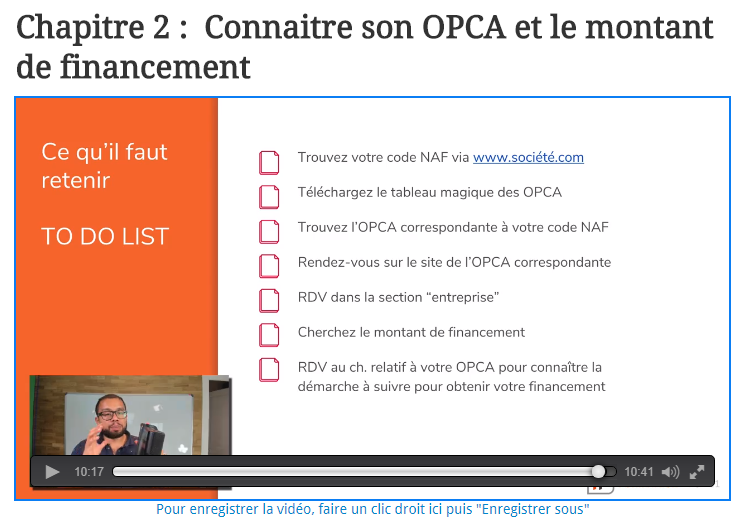 Chapitre 2 :  Connaitre son OPCA et le montant
de financement
Ce qu'il faut
retenir
TO DO LIST
Trouvez votre code NAF via www.société.com
Téléchargez le tableau magique des OPCA
Trouvez l'OPCA correspondante à votre code NAF
Rendez-vous sur le site de l'OPCA correspondante
RDV dans la section “entreprise”
Cherchez le montant de financement
RDV au ch. relatif à votre OPCA pour connaître la
démarche à suivre pour obtenir votre financement
10:17
10:41
Pour enregistrer la vidéo, faire un clic droit ici puis "Enregistrer sous"